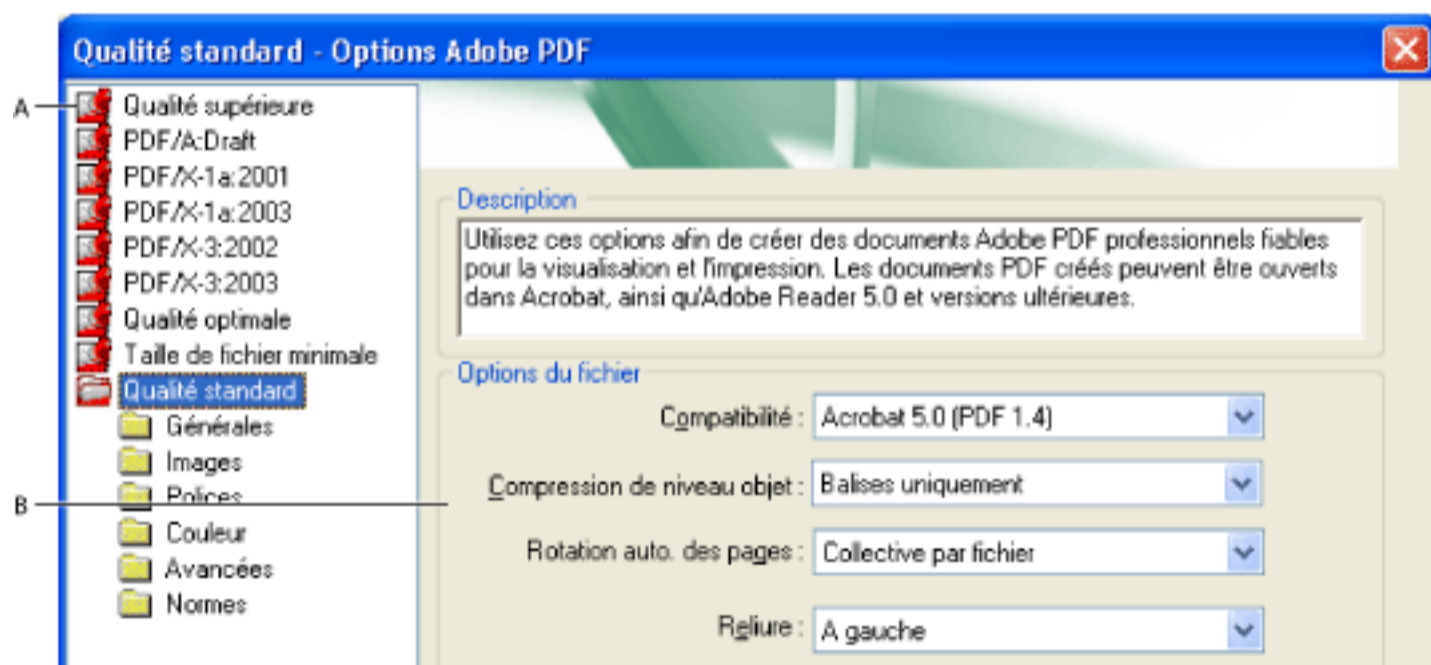 Qualité standard - Options Adobe PDF
A
Qualité supérieure
PDF/A:Draft
PDF/X-1a:2001
PDF/X-1a:2003
PDF/X-3:2002
PDF/X-3:2003
Qualité optimale
Taille de fichier minimale
Qualité standard
Générales
Images
B
Polices
Couleur
Avancées
Normes
Description
Utilisez ces options afin de créer des documents Adobe PDF professionnels fiables
pour la visualisation et l'impression. Les documents PDF créés peuvent être ouverts
dans Acrobat, ainsi qu'Adobe Reader 5.0 et versions ultérieures.
Options du fichier
Compatibilité : Acrobat 5.0 (PDF 1.4)
Compression de niveau objet : Balises uniquement
Rotation auto. des pages : Collective par fichier
Reliure : A gauche